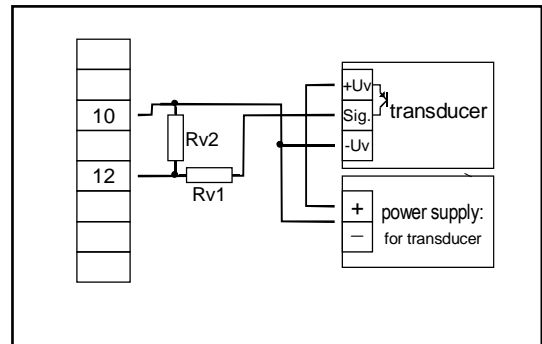 10
12
Rv2
Rv1
+Uv
Sig.
-Uv
transducer
+
−
power supply:
for transducer